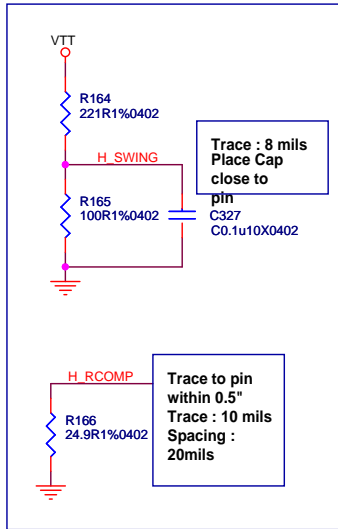 VTT
R164
221R1%0402
H_SWING
R165
100R1%0402
Trace : 8 mils
Place Cap
close to
pin
C327
C0.1u10X0402
H_RCOMP
R166
24.9R1%0402
Trace to pin
within 0.5"
Trace : 10 mils
Spacing :
20mils